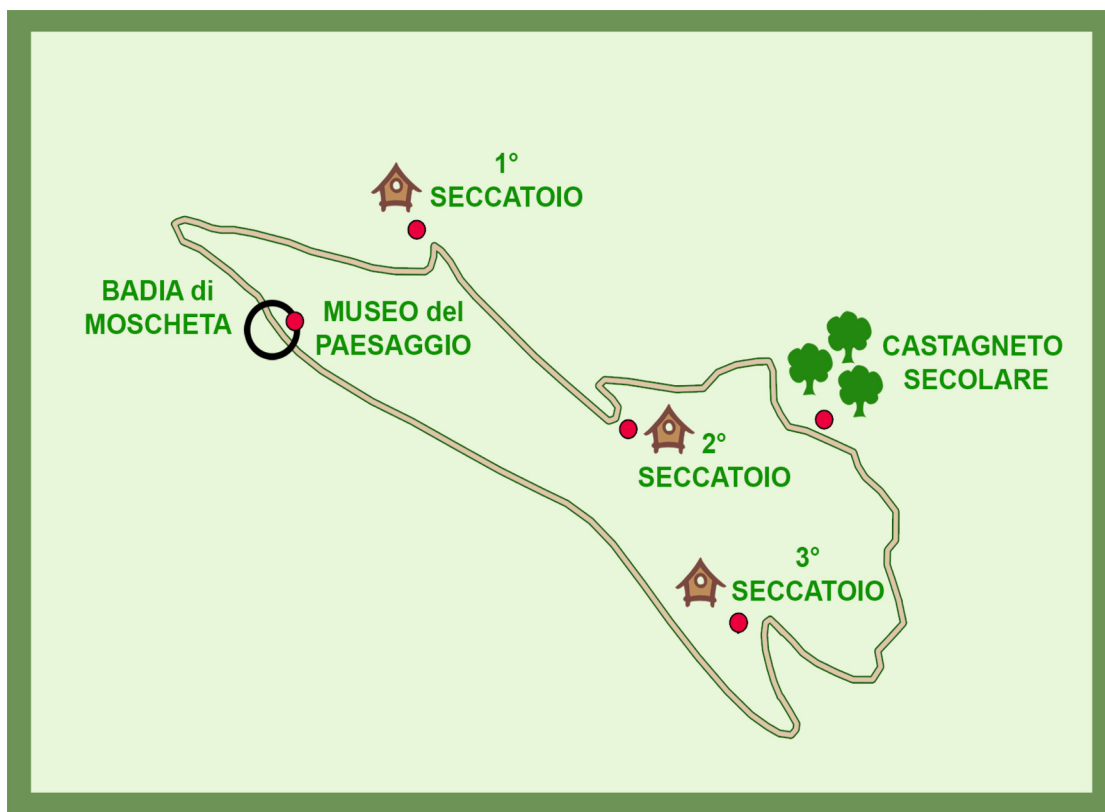 1°
SECCATOIO
BADIA di
MOSCHETA
MUSEO del
PAESAGGIO
CASTAGNETO
SECOLARE
2°
SECCATOIO
3°
SECCATOIO